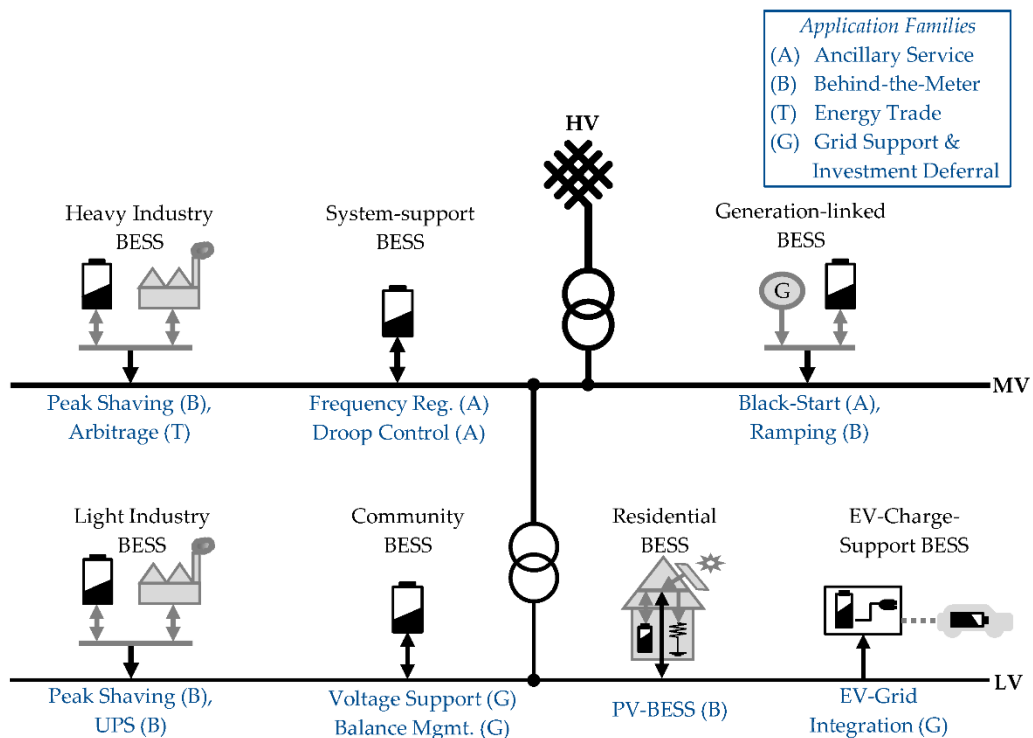 Application Families
(A) Ancillary Service
(B) Behind-the-Meter
(T) Energy Trade
(G) Grid Support &
Investment Deferral
HV
Heavy Industry
BESS
System-support
BESS
Generation-linked
BESS
G
MV
Peak Shaving (B),
Arbitrage (T)
Frequency Reg. (A)
Droop Control (A)
Black-Start (A),
Ramping (B)
Light Industry
BESS
Community
BESS
Residential
BESS
EV-Charge-
Support BESS
LV
Peak Shaving (B),
UPS (B)
Voltage Support (G)
Balance Mgmt. (G)
PV-BESS (B)
EV-Grid
Integration (G)